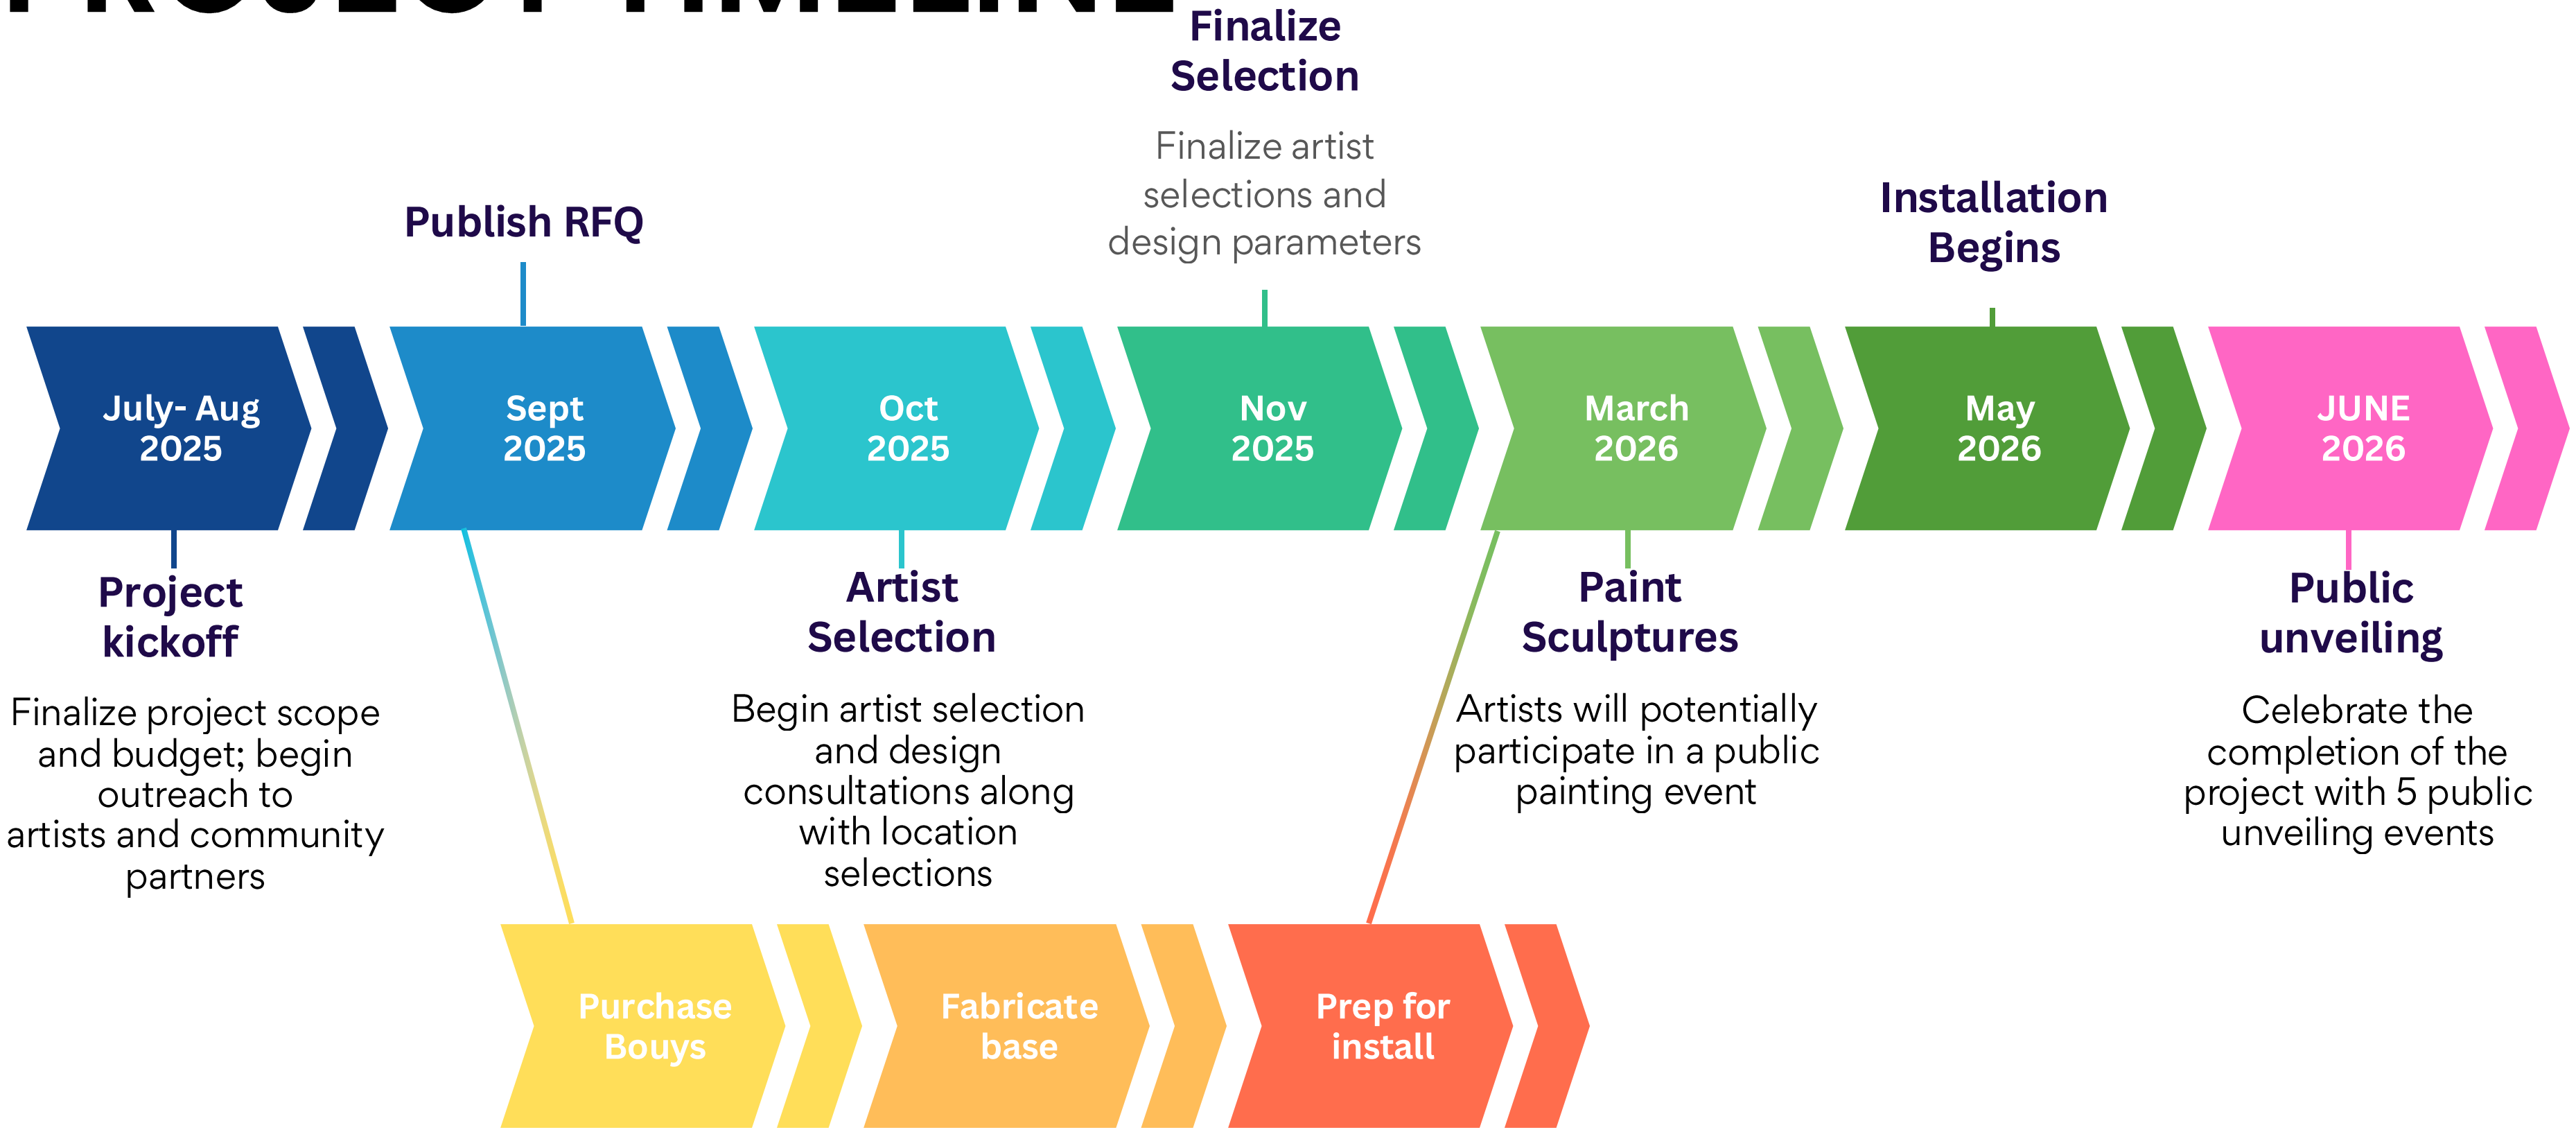 PROJECT TIMELINE
Finalize
Selection
Finalize artist
selections and
design parameters
Publish RFQ
Installation
Begins
July- Aug
2025
Sept
2025
Oct
2025
Nov
2025
March
2026
May
2026
JUNE
2026
Project
kickoff
Finalize project scope
and budget; begin
outreach to
artists and community
partners
Artist
Selection
Begin artist selection
and design
consultations along
with location
selections
Paint
Sculptures
Artists will potentially
participate in a public
painting event
Public
unveiling
Celebrate the
completion of the
project with 5 public
unveiling events
Purchase
Bouys
Fabricate
base
Prep for
install